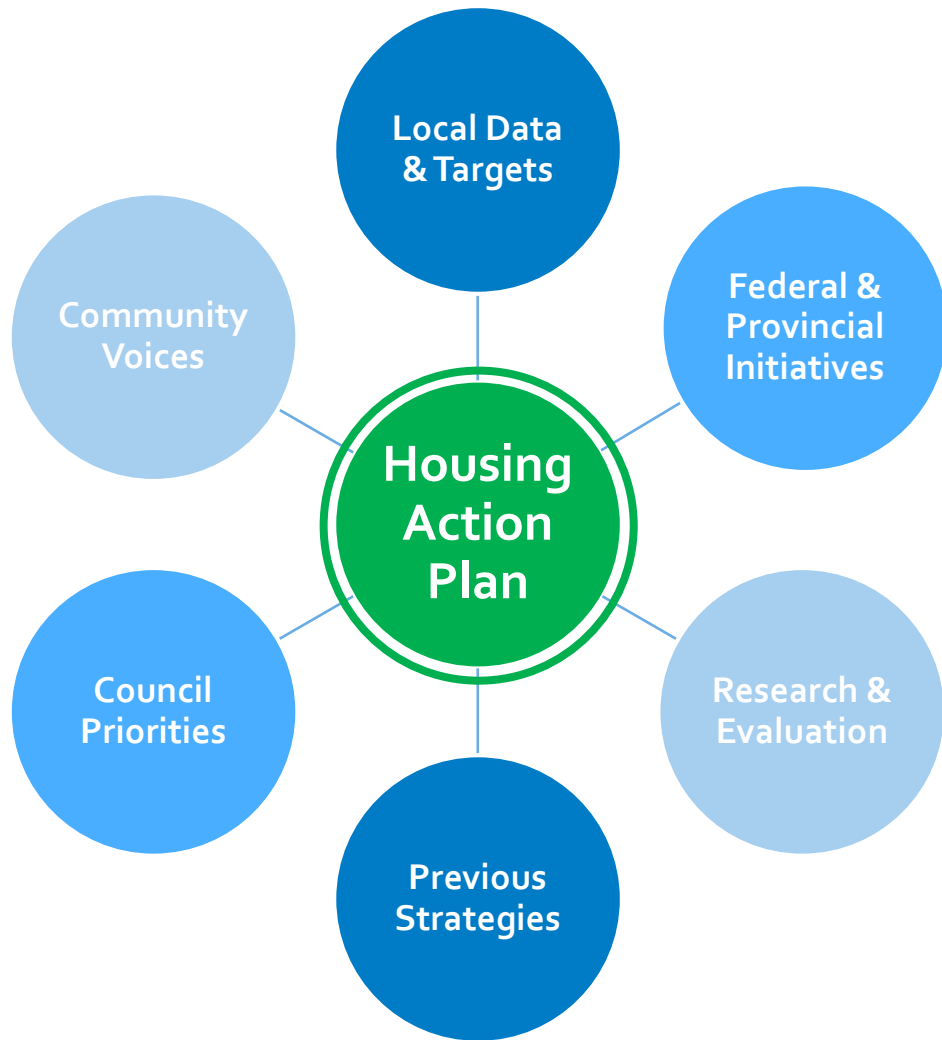 Local Data
& Targets
Federal &
Provincial
Initiatives
Community
Voices
Housing
Action
Plan
Council
Priorities
Research &
Evaluation
Previous
Strategies